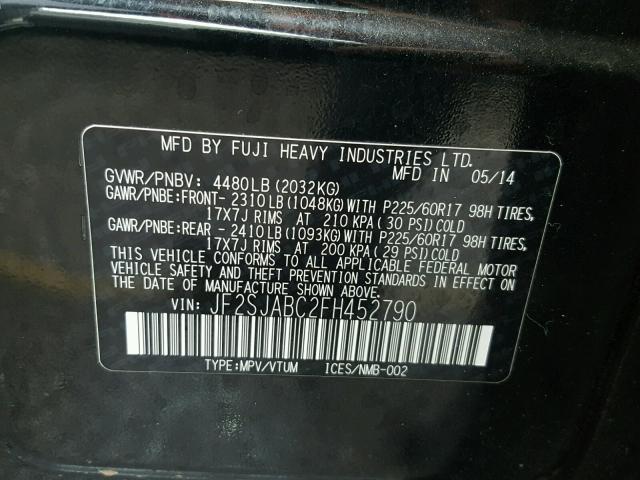 MFD BY FUJI HEAVY INDUSTRIES LTD.
GVWR/PNBV: 4480LB(2032KG) MFD IN 05/14
GAWR/PNBE:FRONT- 2310LB(1048KG)WITH P225/60R17 98H TIRES,
17X7J RIMS AT 210 KPA(30 PSI)COLD
GAWR/PNBE:REAR - 2410LB(1093KG)WITH P225/60R17 98H TIRES,
17X7J RIMS AT 200 KPA(29 PSI)COLD
THIS VEHICLE CONFORMS TO ALL APPLICABLE FEDERAL MOTOR
VEHICLE SAFETY AND THEFT PREVENTION STANDARDS IN EFFECT ON
THE DATE OF MANUFACTURE SHOWN ABOVE.
VIN: JF2SJABC2FH452790
TYPE:MPV/VTUM ICES/NMB-002